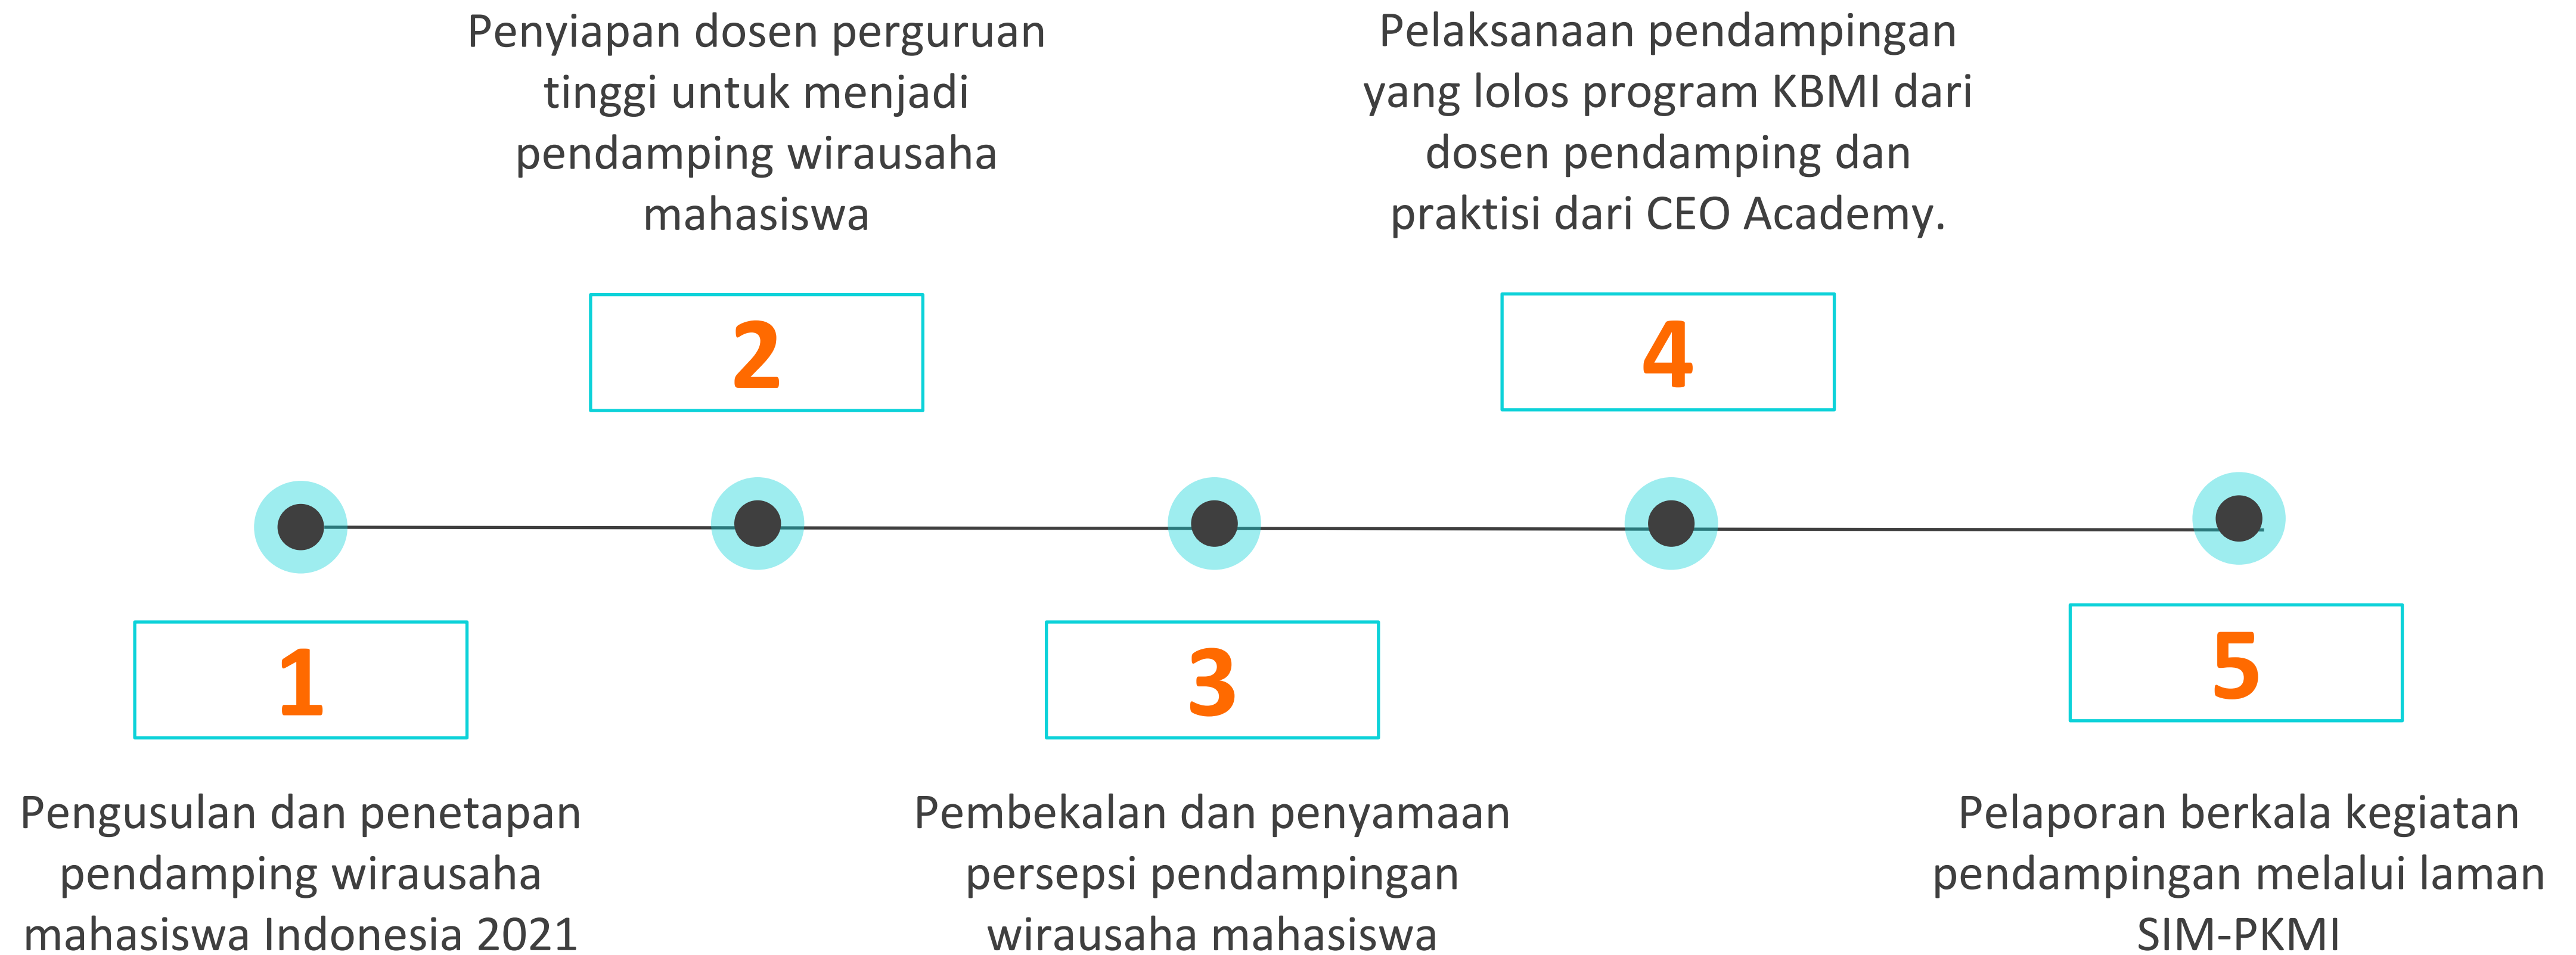 Penyiapan dosen perguruan
tinggi untuk menjadi
pendamping wirausaha
mahasiswa
2
Pelaksanaan pendampingan
yang lolos program KBMI dari
dosen pendamping dan
praktisi dari CEO Academy.
4
1
Pengusulan dan penetapan
pendamping wirausaha
mahasiswa Indonesia 2021
3
Pembekalan dan penyamaan
persepsi pendampingan
wirausaha mahasiswa
5
Pelaporan berkala kegiatan
pendampingan melalui laman
SIM-PKMI